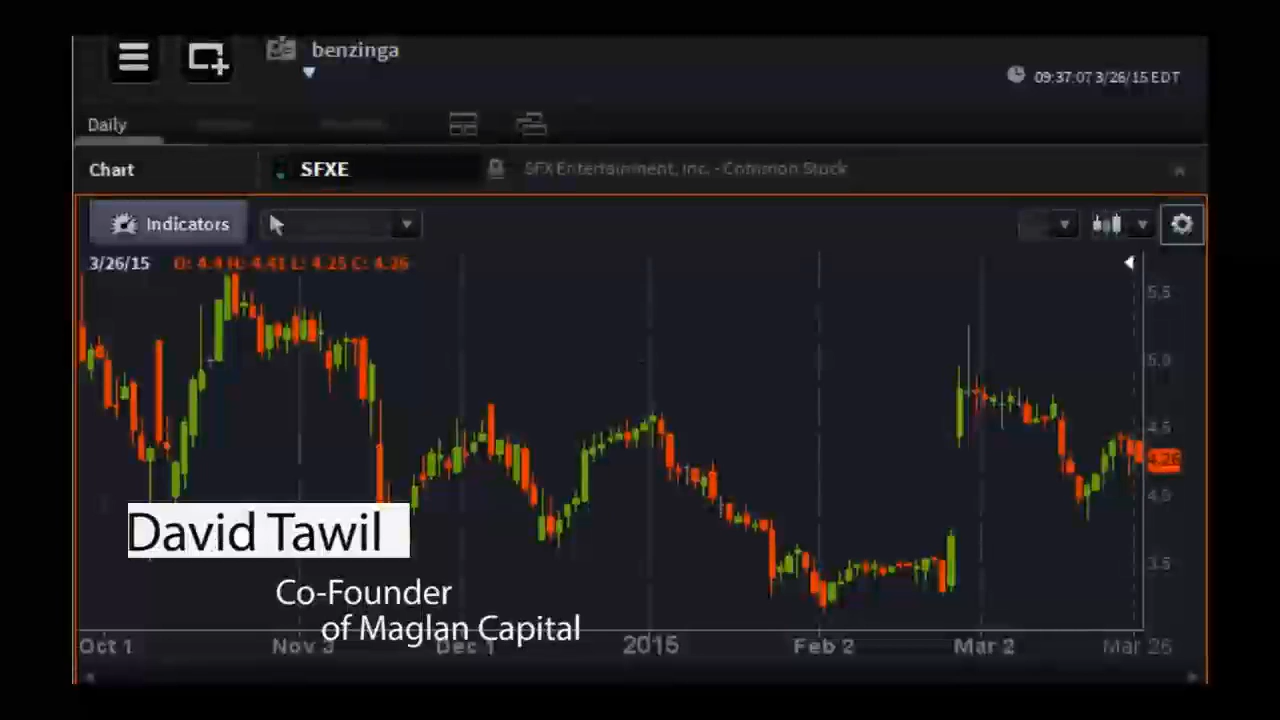 benzinga
09:37:07 3/26/15 EDT
Daily
Chart
SFXE
SFX Entertainment, Inc. - Common Stock
Indicators
3/26/15 O: 4.4 H: 4.41 L: 4.25 C: 4.26
5.5
5.0
4.5
4.26
4.0
3.5
David Tawil
Co-Founder
of Maglan Capital
Oct 1 Nov 3 Dec 1 2015 Feb 2 Mar 2 Mar 26